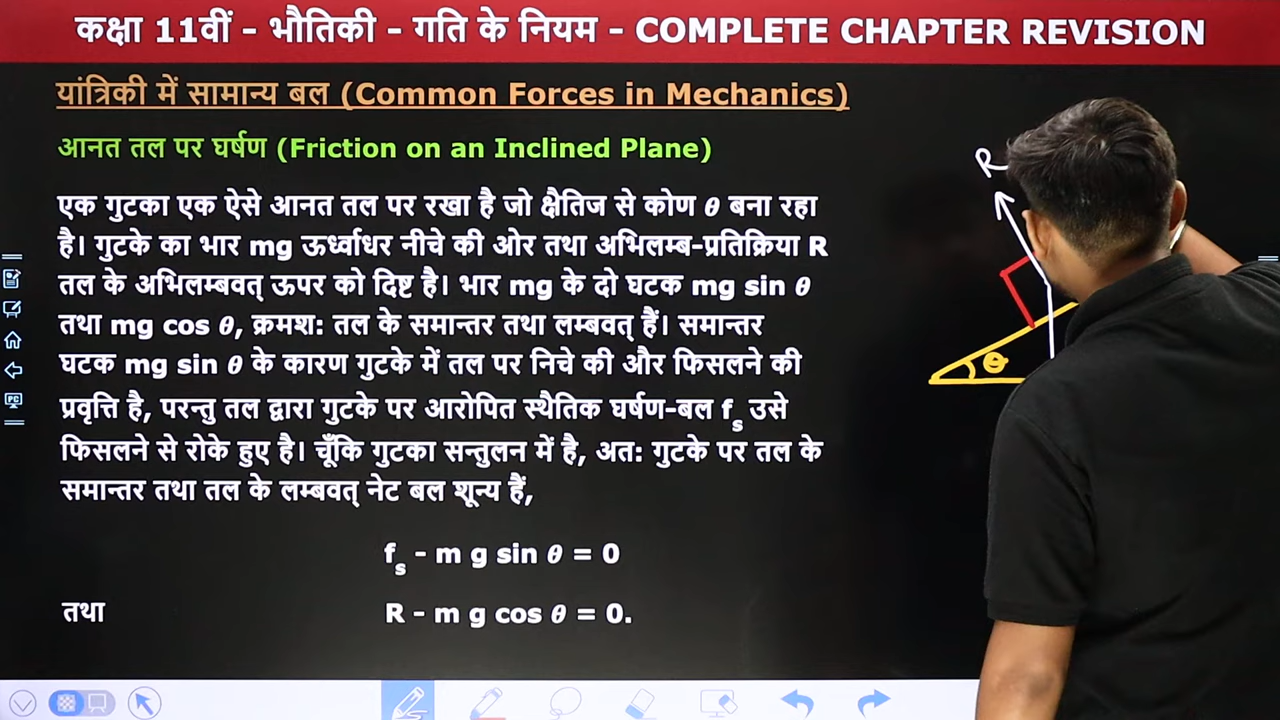 कक्षा 11वीं - भौतिकी - गति के नियम - COMPLETE CHAPTER REVISION
यांत्रिकी में सामान्य बल (Common Forces in Mechanics)
आनत तल पर घर्षण (Friction on an Inclined Plane)
एक गुटका एक ऐसे आनत तल पर रखा है जो क्षैतिज से कोण θ बना रहा
है। गुटके का भार mg ऊर्ध्वाधर नीचे की ओर तथा अभिलम्ब-प्रतिक्रिया R
तल के अभिलम्बवत् ऊपर को दिष्ट है। भार mg के दो घटक mg sin θ
तथा mg cos θ, क्रमश: तल के समान्तर तथा लम्बवत् हैं। समान्तर
घटक mg sin θ के कारण गुटके में तल पर निचे की और फिसलने की
प्रवृत्ति है, परन्तु तल द्वारा गुटके पर आरोपित स्थैतिक घर्षण-बल fs उसे
फिसलने से रोके हुए है। चूँकि गुटका सन्तुलन में है, अत: गुटके पर तल के
समान्तर तथा तल के लम्बवत् नेट बल शून्य हैं,
fs - m g sin θ = 0
तथा R - m g cos θ = 0.
R
θ
PC